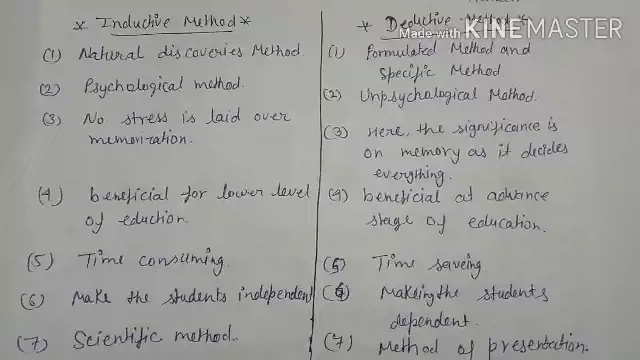 * Inductive Method *
(1) Natural discoveries Method.
(2) Psychological method.
(3) No stress is laid over
memorization.
(4) beneficial for lower level
of eduction.
(5) Time consuming.
(6) Make the students independent
(7) Scientific method.
* Deductive Method *
Made with KINEMASTER
(1) Formulated Method and
Specific Method.
(2) Unpsychological Method.
(3) Here, the significance is
on memory as it decides
everything.
(4) beneficial at advance
stage of education.
(5) Time saveing
(6) Makeing the students
dependent.
(7) Method of presentation.